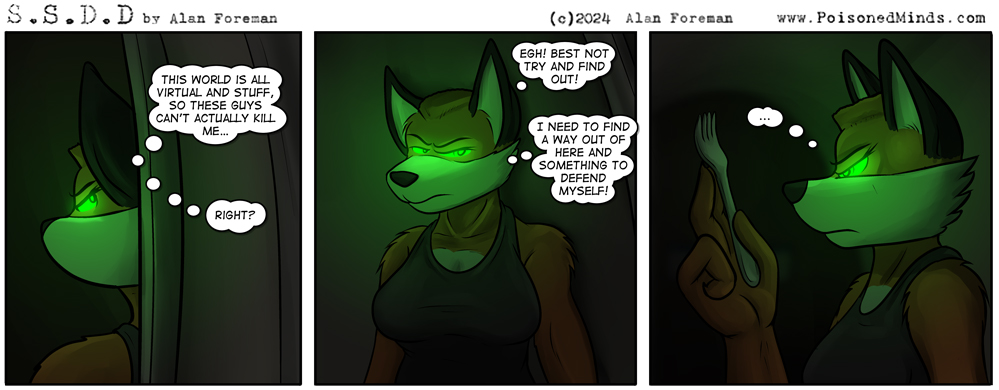 S.S.D.D by Alan Foreman
(c)2024 Alan Foreman
www.PoisonedMinds.com
THIS WORLD IS ALL
VIRTUAL AND STUFF,
SO THESE GUYS
CAN'T ACTUALLY KILL
ME...
RIGHT?
EGH! BEST NOT
TRY AND FIND
OUT!
I NEED TO FIND
A WAY OUT OF
HERE AND
SOMETHING TO
DEFEND
MYSELF!
...